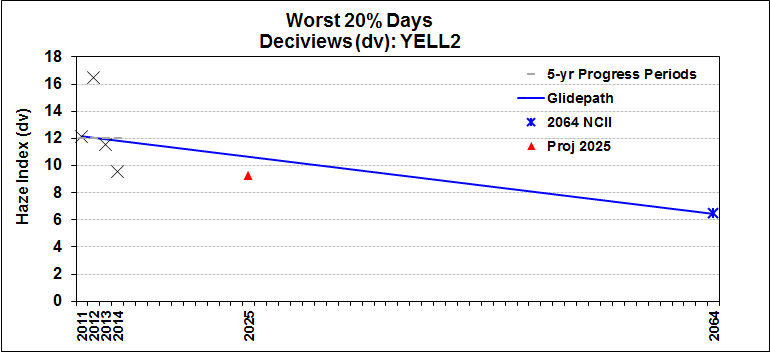 Worst 20% Days
Deciviews (dv): YELL2
Haze Index (dv)
18
16
14
12
10
8
6
4
2
0
5-yr Progress Periods
Glidepath
2064 NCII
Proj 2025
2011
2012
2013
2014
2025
2064